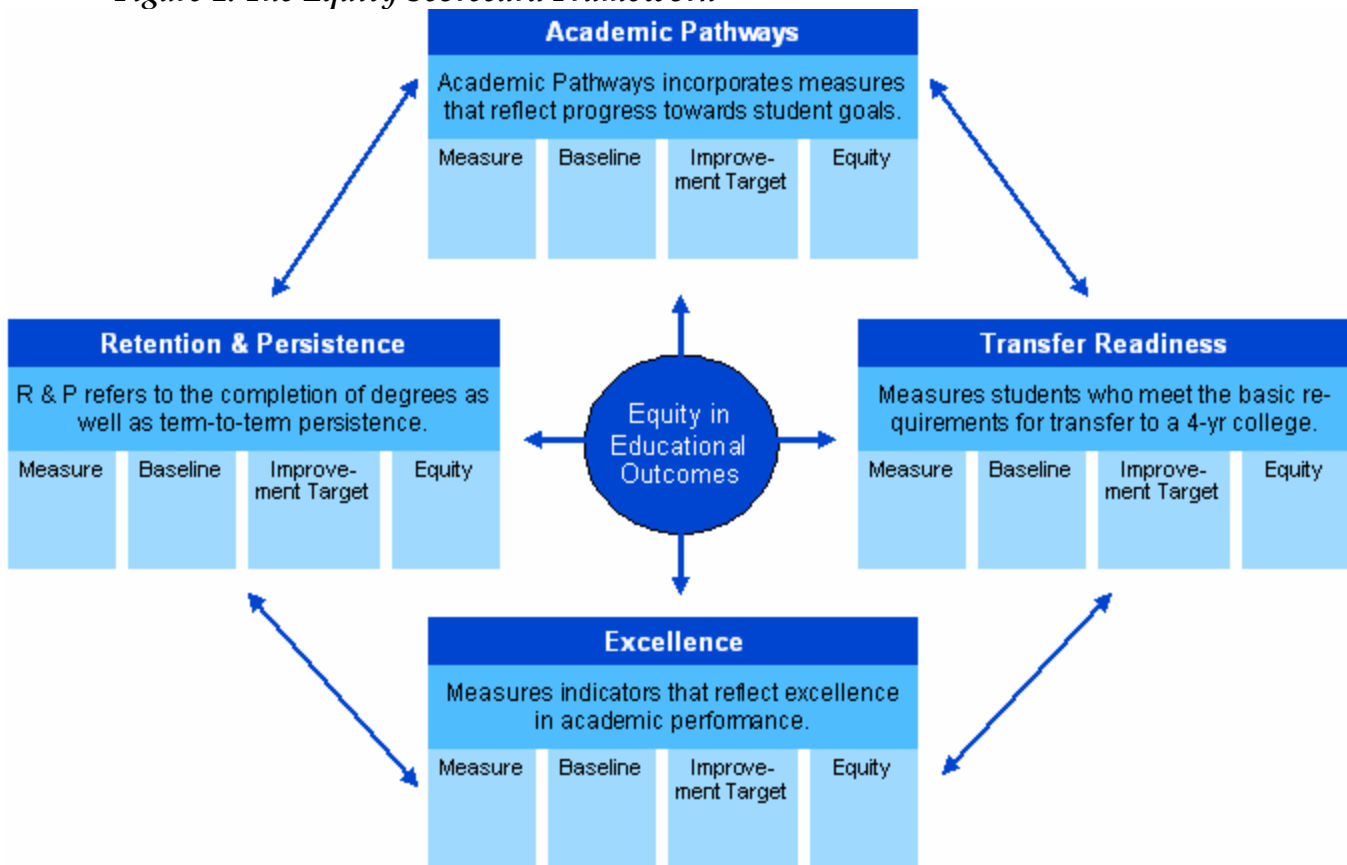 Academic Pathways
Academic Pathways incorporates measures
that reflect progress towards student goals.
Measure
Baseline
Improve-
ment Target
Equity
Retention & Persistence
R & P refers to the completion of degrees as
well as term-to-term persistence.
Measure
Baseline
Improve-
ment Target
Equity
Equity in
Educational
Outcomes
Transfer Readiness
Measures students who meet the basic re-
quirements for transfer to a 4-yr college.
Measure
Baseline
Improve-
ment Target
Equity
Excellence
Measures indicators that reflect excellence
in academic performance.
Measure
Baseline
Improve-
ment Target
Equity